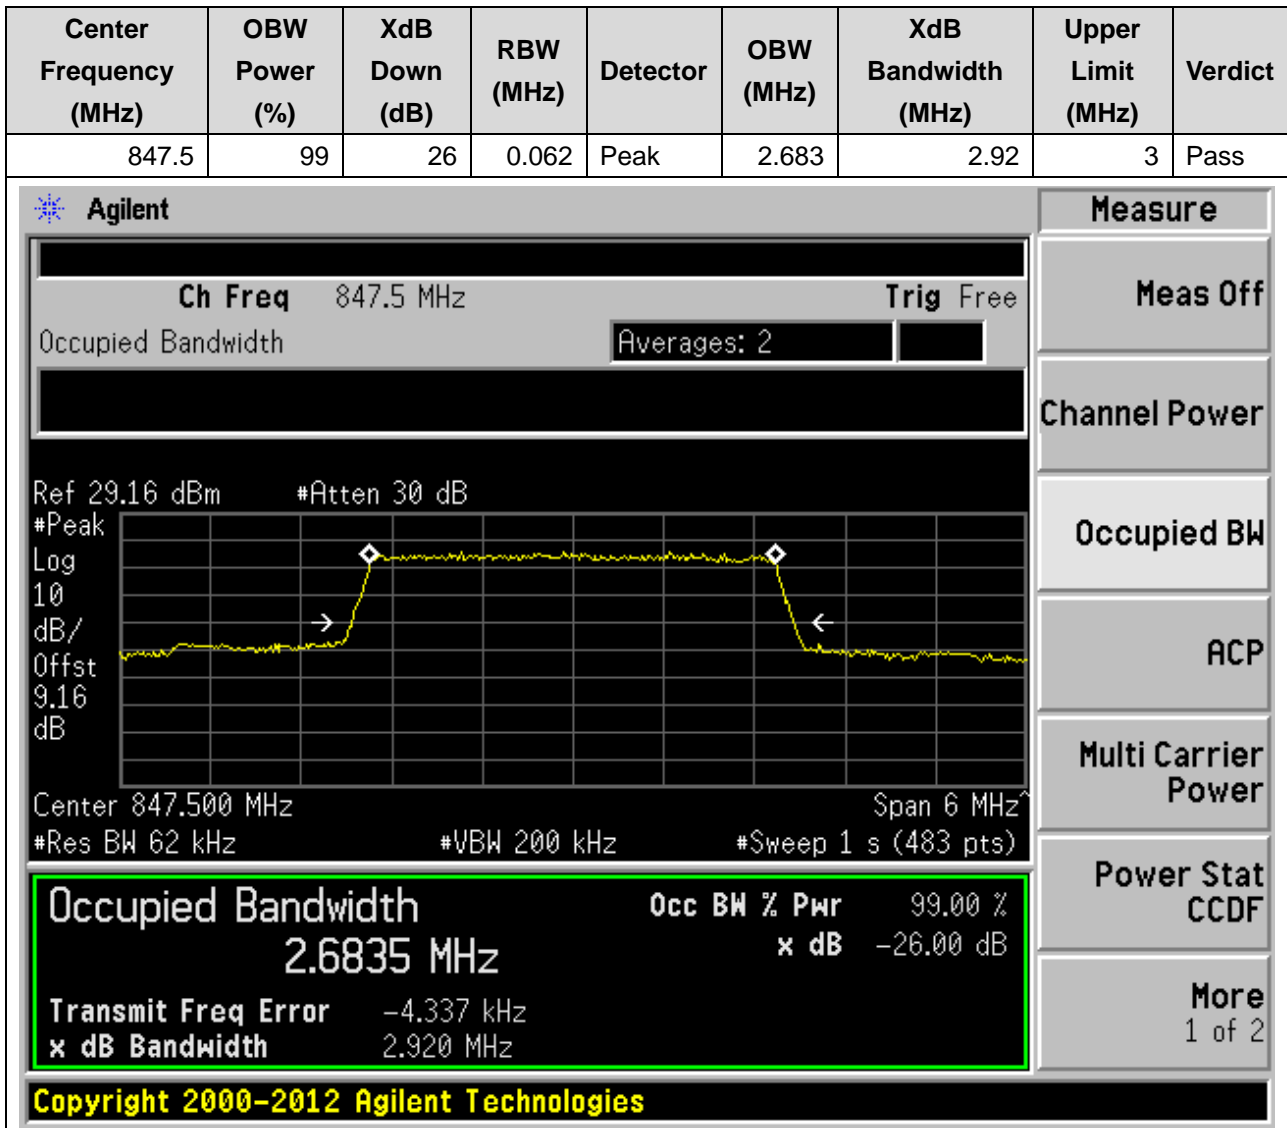 Center Frequency (MHz) OBW Power (%) XdB Down (dB) RBW (MHz) Detector OBW (MHz) XdB Bandwidth (MHz) Upper Limit (MHz) Verdict
847.5 99 26 0.062 Peak 2.683 2.92 3 Pass
Agilent
Measure
Ch Freq 847.5 MHz Trig Free
Meas Off
Occupied Bandwidth Averages: 2
Channel Power
Ref 29.16 dBm #Atten 30 dB
#Peak
Occupied BW
Log
10
dB/
ACP
Offst
9.16
dB
Multi Carrier
Power
Center 847.500 MHz Span 6 MHz^
#Res BW 62 kHz #VBW 200 kHz #Sweep 1 s (483 pts)
Power Stat
CCDF
Occupied Bandwidth Occ BW % Pwr 99.00 %
2.6835 MHz x dB -26.00 dB
Transmit Freq Error -4.337 kHz
x dB Bandwidth 2.920 MHz
More
1 of 2
Copyright 2000-2012 Agilent Technologies